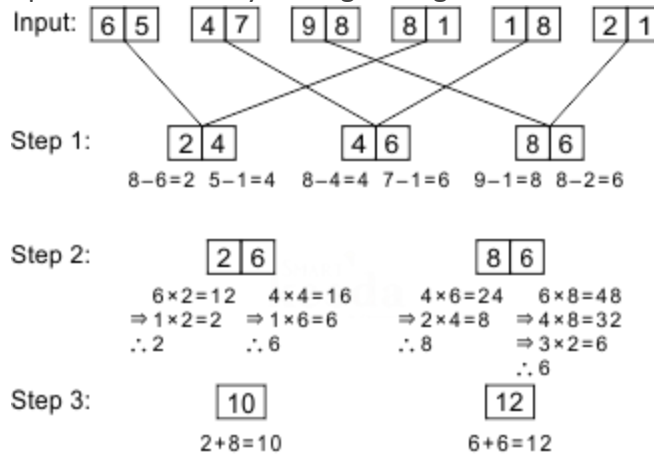 Input: 6 5 4 7 9 8 8 1 1 8 2 1
Step 1: 2 4 4 6 8 6
8–6=2 5–1=4 8–4=4 7–1=6 9–1=8 8–2=6
Step 2: 2 6 8 6
6×2=12 4×4=16 4×6=24 6×8=48
⇒1×2=2 ⇒1×6=6 ⇒2×4=8 ⇒4×8=32
∴2 ∴6 ∴8 ⇒3×2=6
∴6
Step 3: 10 12
2+8=10 6+6=12